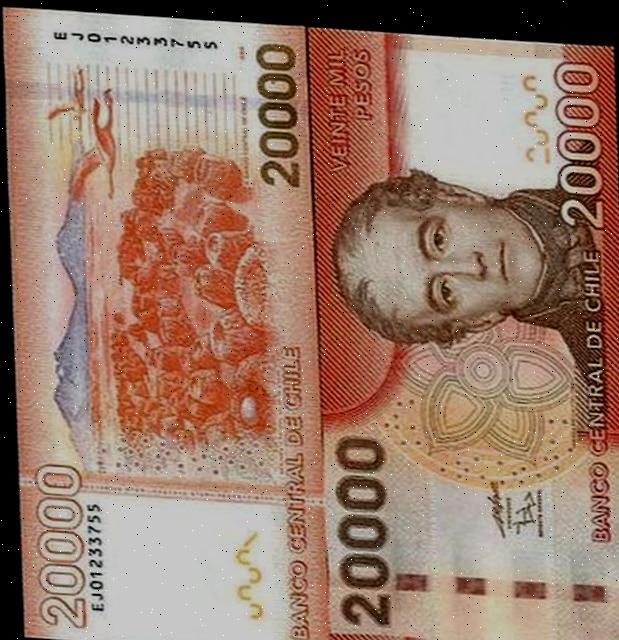 EJ01233755
20000
BANCO CENTRAL DE CHILE
20000
EJ01233755
BANCO CENTRAL DE CHILE
VEINTE MIL
PESOS
20000
20000
BANCO CENTRAL DE CHILE